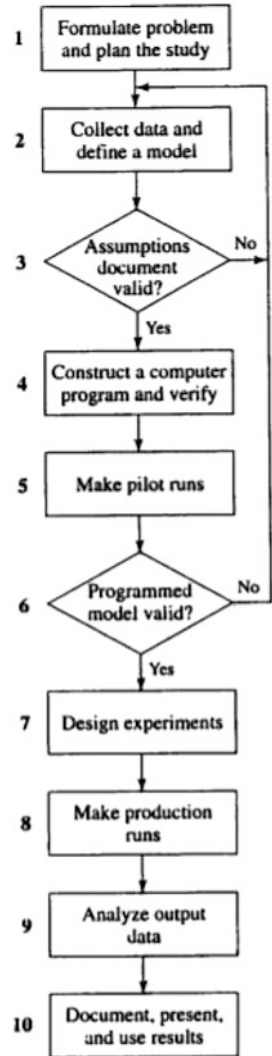 1
Formulate problem
and plan the study
2
Collect data and
define a model
3
Assumptions
document
valid?
No
Yes
4
Construct a computer
program and verify
5
Make pilot runs
6
Programmed
model valid?
No
Yes
7
Design experiments
8
Make production
runs
9
Analyze output
data
10
Document, present,
and use results